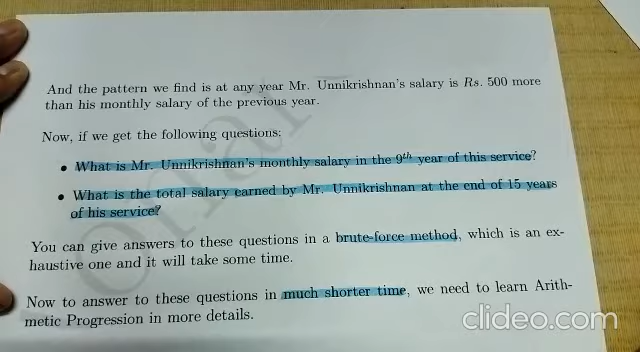 And the pattern we find is at any year Mr. Unnikrishnan's salary is Rs. 500 more
than his monthly salary of the previous year.
Now, if we get the following questions:
• What is Mr. Unnikrishnan's monthly salary in the 9th year of this service?
• What is the total salary earned by Mr. Unnikrishnan at the end of 15 years
of his service?
You can give answers to these questions in a brute-force method, which is an ex-
haustive one and it will take some time.
Now to answer to these questions in much shorter time, we need to learn Arith-
metic Progression in more details.
clideo.com